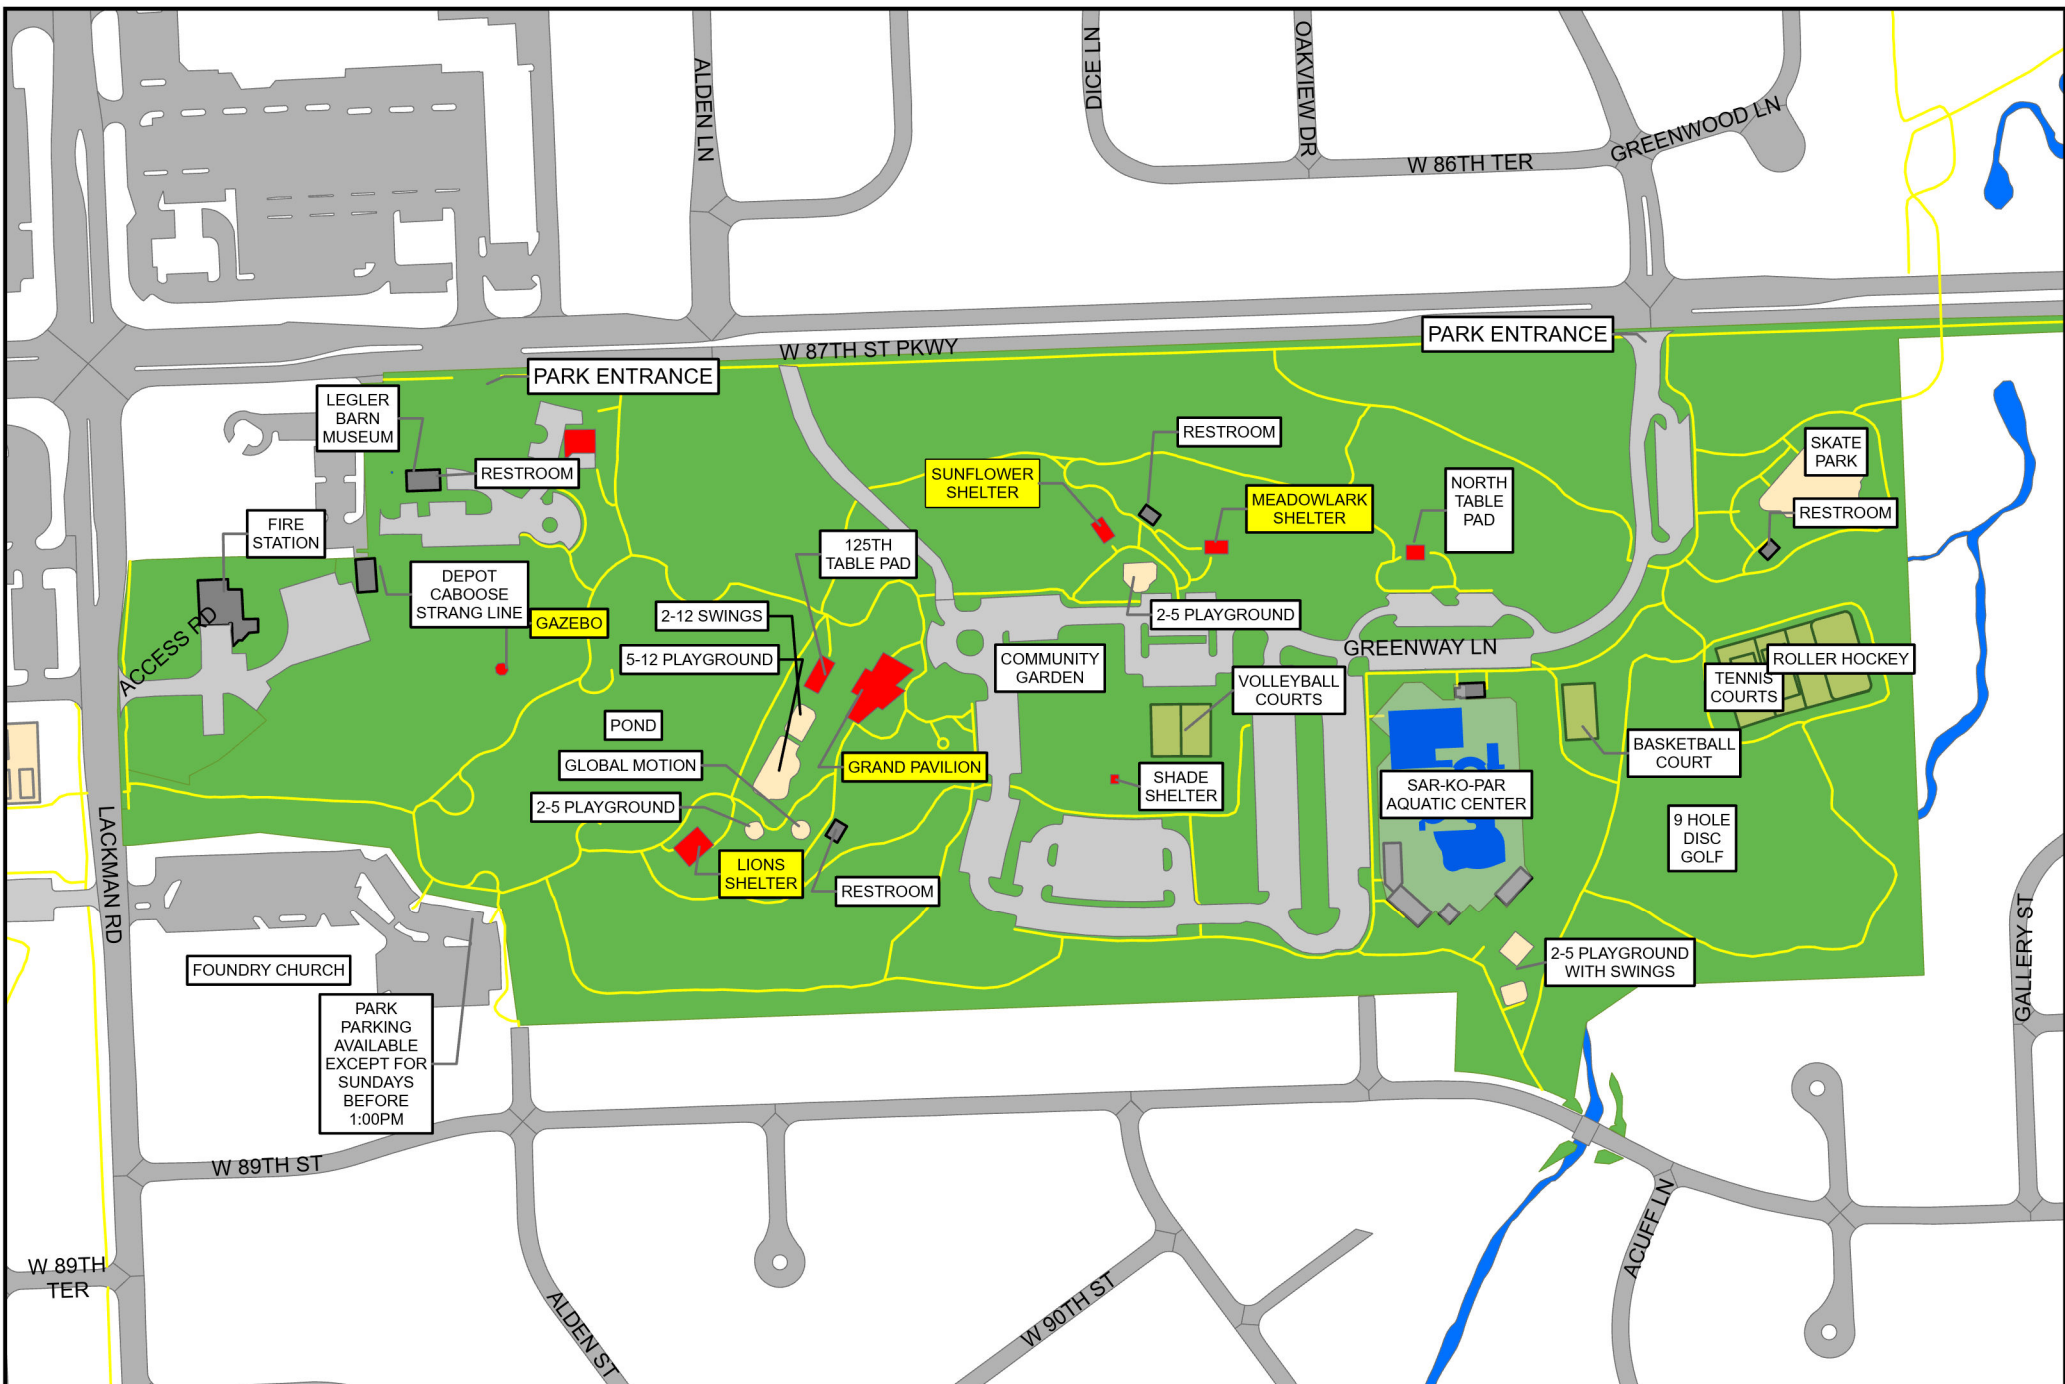 ALDEN LN
DICE LN
OAKVIEW DR
W 86TH TER
GREENWOOD LN
W 87TH ST PKWY
PARK ENTRANCE
PARK ENTRANCE
LEGLER
BARN
MUSEUM
RESTROOM
RESTROOM
SUNFLOWER
SHELTER
MEADOWLARK
SHELTER
NORTH
TABLE
PAD
SKATE
PARK
RESTROOM
FIRE
STATION
125TH
TABLE PAD
DEPOT
CABOOSE
STRANG LINE
GAZEBO
2-12 SWINGS
2-5 PLAYGROUND
ACCESS RD
5-12 PLAYGROUND
COMMUNITY
GARDEN
GREENWAY LN
VOLLEYBALL
COURTS
TENNIS
COURTS
ROLLER HOCKEY
POND
GLOBAL MOTION
GRAND PAVILION
BASKETBALL
COURT
2-5 PLAYGROUND
SHADE
SHELTER
SAR-KO-PAR
AQUATIC CENTER
9 HOLE
DISC
GOLF
LIONS
SHELTER
RESTROOM
LACKMAN RD
FOUNDRY CHURCH
2-5 PLAYGROUND
WITH SWINGS
GALLERY ST
PARK
PARKING
AVAILABLE
EXCEPT FOR
SUNDAYS
BEFORE
1:00PM
W 89TH ST
W 89TH
TER
ALDEN ST
W 90TH ST
ACUFF LN